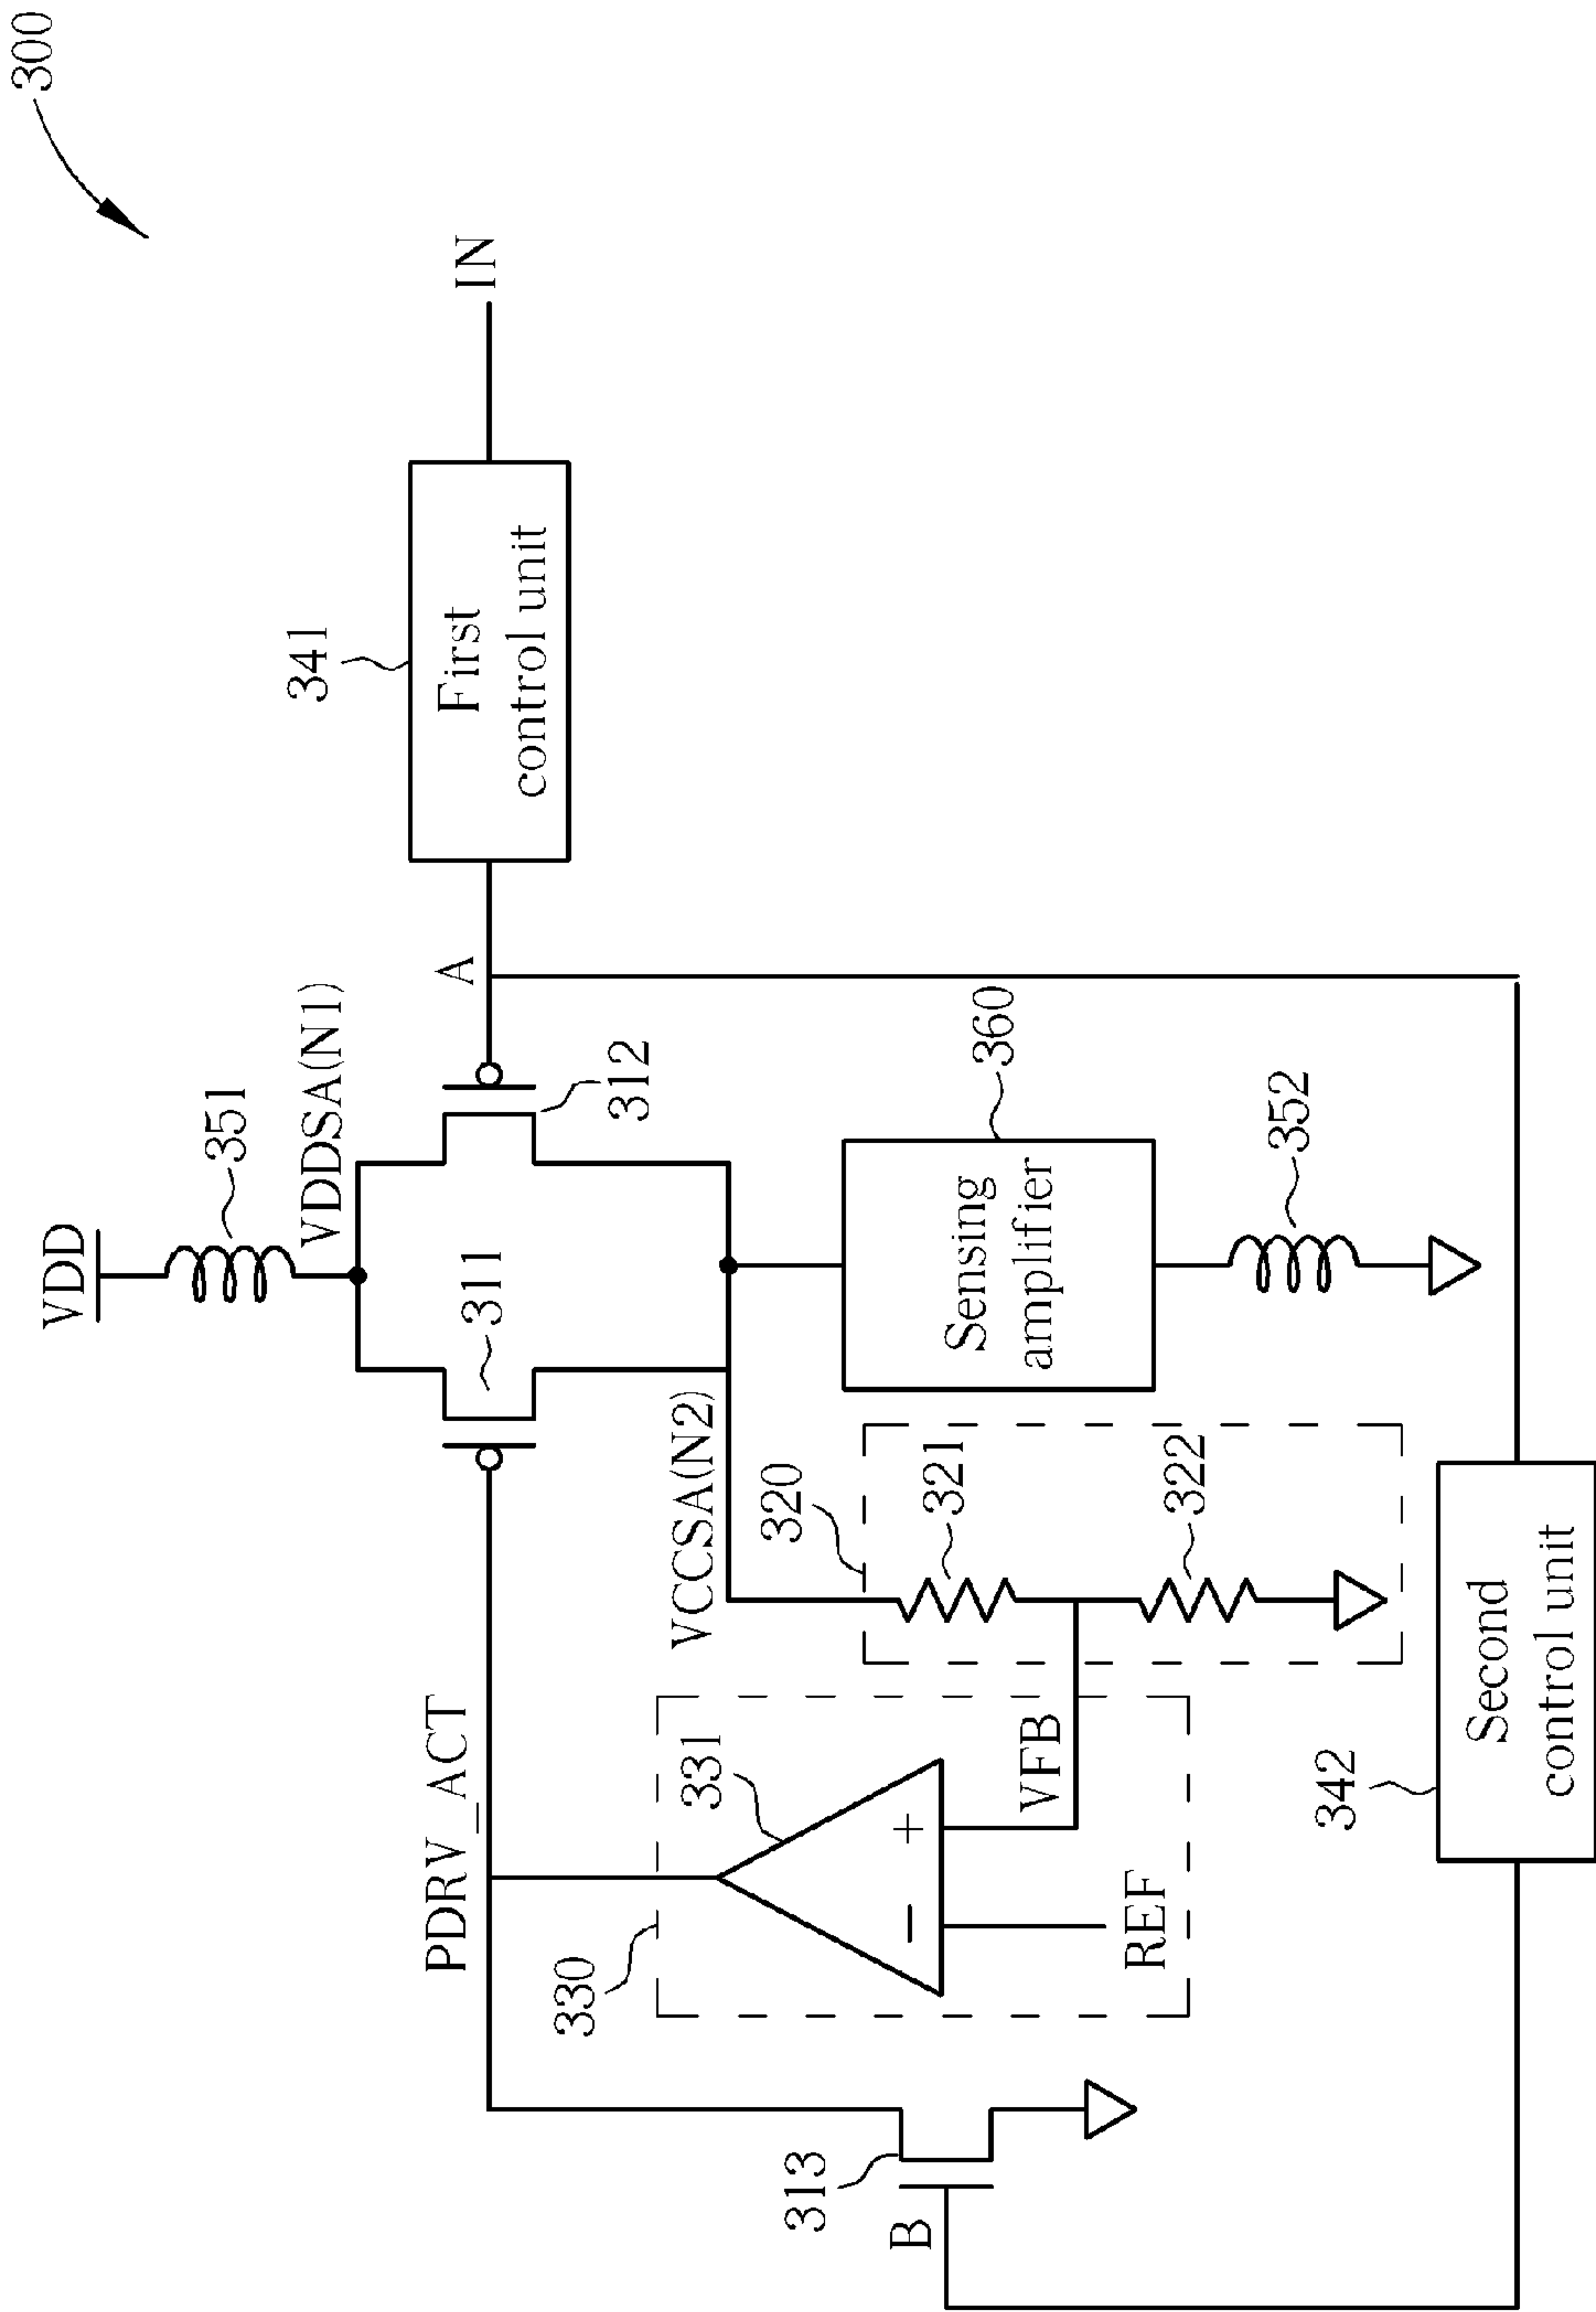 300
VDD
351
VDDSA(N1)
PDRV_ACT
311
A
341
First
control unit
IN
312
330
331
VCCSA(N2)
313
320
360
B
+
−
VFB
321
Sensing
amplifier
REF
322
352
342
Second
control unit